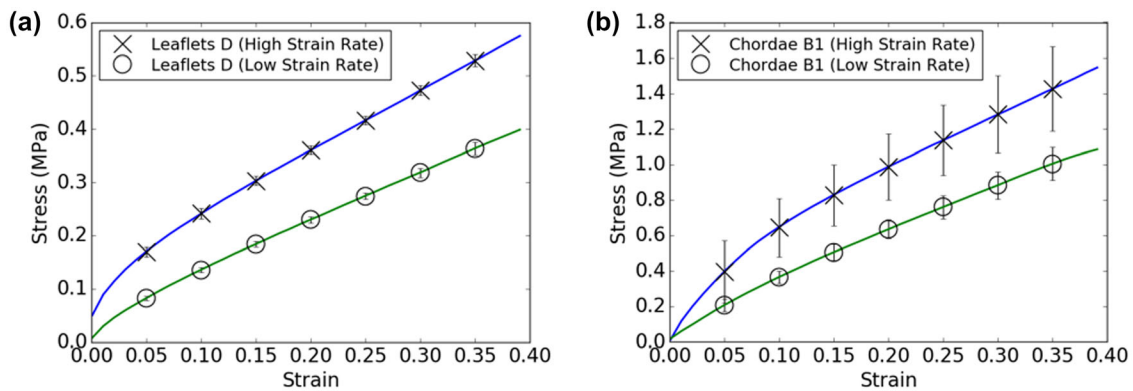 (a)
Leaflets D (High Strain Rate)
Leaflets D (Low Strain Rate)
Stress (MPa)
0.6
0.5
0.4
0.3
0.2
0.1
0.0
0.00 0.05 0.10 0.15 0.20 0.25 0.30 0.35 0.40
Strain
(b)
Chordae B1 (High Strain Rate)
Chordae B1 (Low Strain Rate)
Stress (MPa)
1.8
1.6
1.4
1.2
1.0
0.8
0.6
0.4
0.2
0.0
0.00 0.05 0.10 0.15 0.20 0.25 0.30 0.35 0.40
Strain